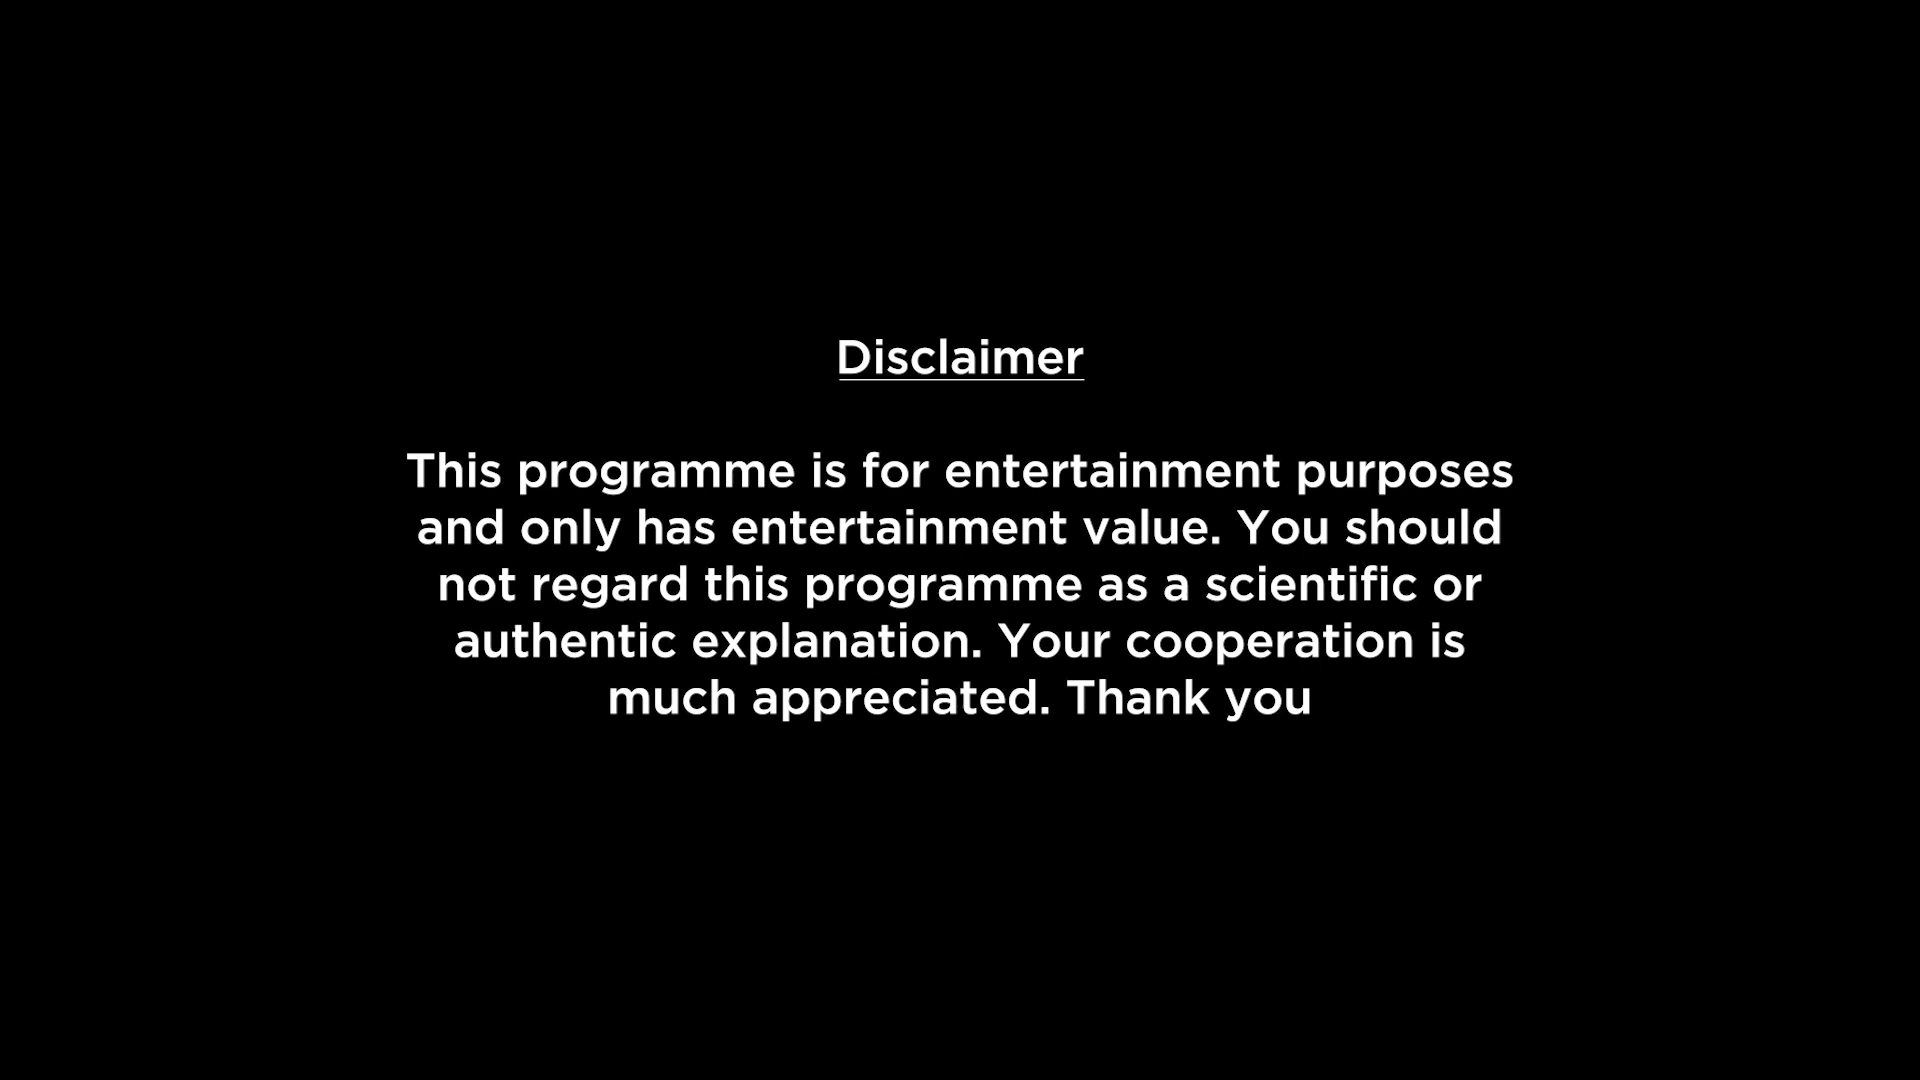 Disclaimer
This programme is for entertainment purposes
and only has entertainment value. You should
not regard this programme as a scientific or
authentic explanation. Your cooperation is
much appreciated. Thank you